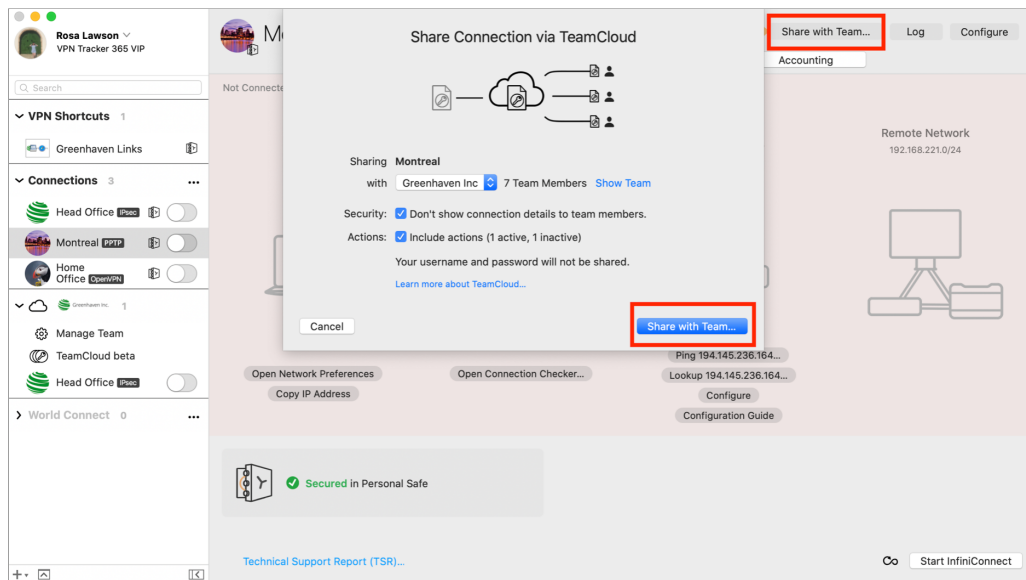 Rosa Lawson
VPN Tracker 365 VIP
Search
VPN Shortcuts 1
Greenhaven Links
Connections 3
Head Office IPsec
Montreal PPTP
Home
Office OpenVPN
Greenhaven Inc. 1
Manage Team
TeamCloud beta
Head Office IPsec
World Connect 0
M
Share with Team...
Log
Configure
Accounting
Not Connecte
Share Connection via TeamCloud
Sharing Montreal
with Greenhaven Inc 7 Team Members Show Team
Security: Don't show connection details to team members.
Actions: Include actions (1 active, 1 inactive)
Your username and password will not be shared.
Learn more about TeamCloud...
Cancel
Share with Team...
Remote Network
192.168.221.0/24
Open Network Preferences
Copy IP Address
Open Connection Checker...
Ping 194.145.236.164...
Lookup 194.145.236.164...
Configure
Configuration Guide
Secured in Personal Safe
Technical Support Report (TSR)...
Start InfiniConnect